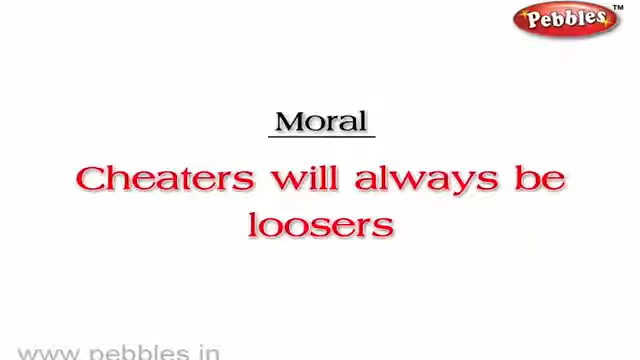 Pebbles™
Moral
Cheaters will always be
loosers
www.pebbles.in